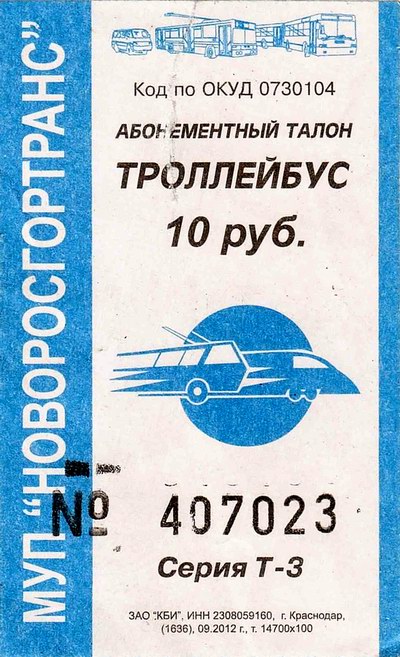 МУП “НОВОРОСГОРТРАНС”
Код по ОКУД 0730104
АБОНЕМЕНТНЫЙ ТАЛОН
ТРОЛЛЕЙБУС
10 руб.
№ 407023
Серия Т-3
ЗАО "КБИ", ИНН 2308059160, г. Краснодар,
(1636), 09.2012 г., т. 14700х100